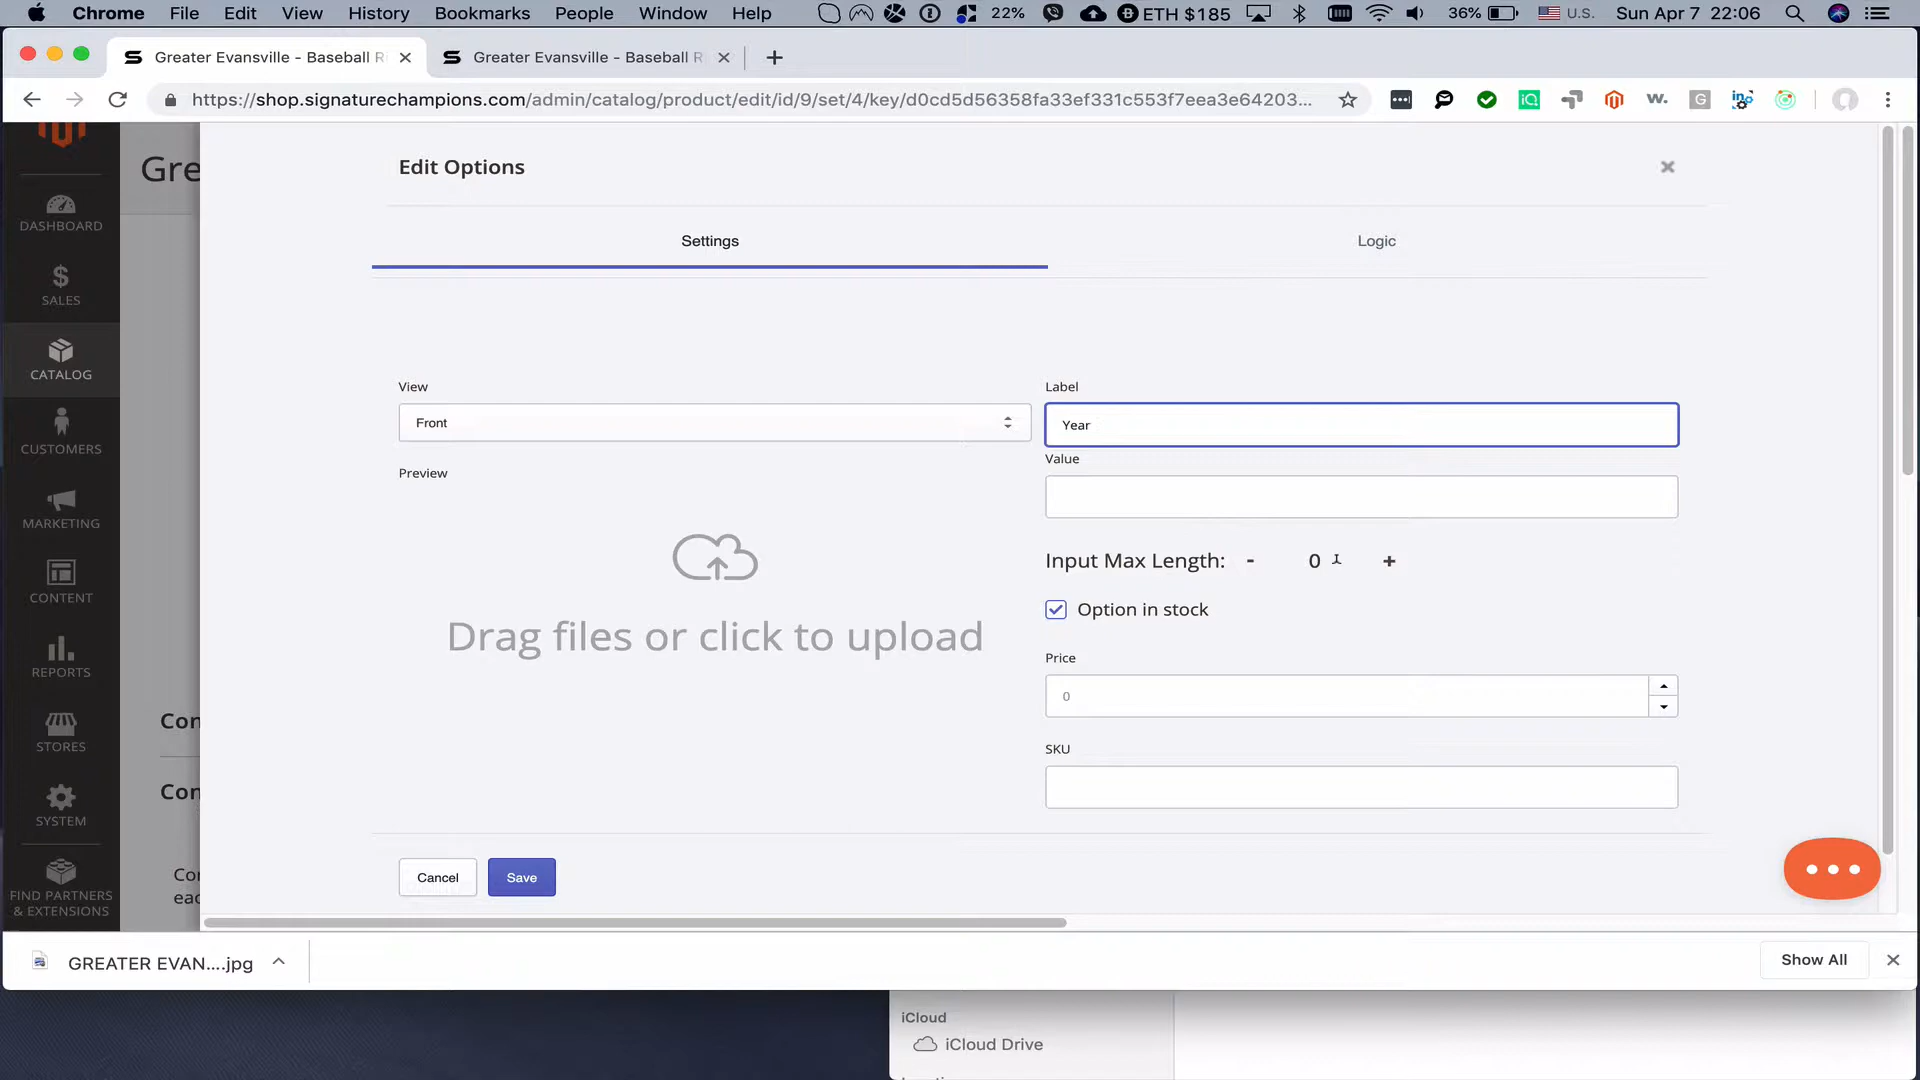 Chrome File Edit View History Bookmarks People Window Help 22% ETH $185 36% U.S. Sun Apr 7 22:06
Greater Evansville - Baseball R
Greater Evansville - Baseball R
https://shop.signaturechampions.com/admin/catalog/product/edit/id/9/set/4/key/d0cd5d56358fa33ef331c553f7eea3e64203...
Gre
Edit Options
DASHBOARD
SALES
CATALOG
CUSTOMERS
MARKETING
CONTENT
REPORTS
STORES
SYSTEM
FIND PARTNERS
& EXTENSIONS
Con
Con
Cor
eac
Settings
Logic
View
Front
Preview
Drag files or click to upload
Label
Year
Value
Input Max Length: - 0 +
Option in stock
Price
0
SKU
Cancel
Save
GREATER EVAN....jpg
Show All
iCloud
iCloud Drive